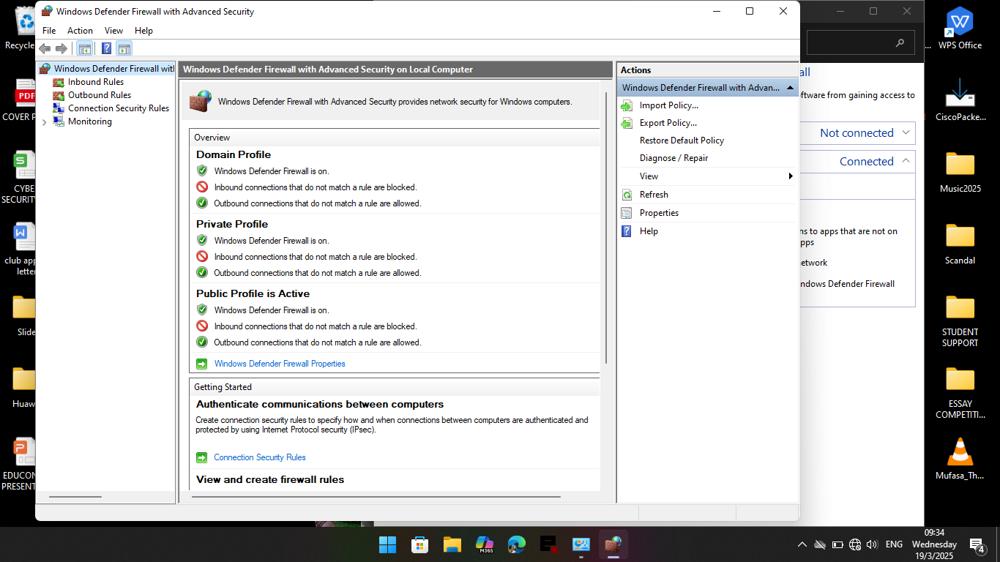 Windows Defender Firewall with Advanced Security
File Action View Help
Windows Defender Firewall with
Inbound Rules
Outbound Rules
Connection Security Rules
Monitoring
Windows Defender Firewall with Advanced Security on Local Computer
Windows Defender Firewall with Advanced Security provides network security for Windows computers.
Overview
Domain Profile
Windows Defender Firewall is on.
Inbound connections that do not match a rule are blocked.
Outbound connections that do not match a rule are allowed.
Private Profile
Windows Defender Firewall is on.
Inbound connections that do not match a rule are blocked.
Outbound connections that do not match a rule are allowed.
Public Profile is Active
Windows Defender Firewall is on.
Inbound connections that do not match a rule are blocked.
Outbound connections that do not match a rule are allowed.
Windows Defender Firewall Properties
Getting Started
Authenticate communications between computers
Create connection security rules to specify how and when connections between computers are authenticated and
protected by using Internet Protocol security (IPsec).
Connection Security Rules
View and create firewall rules
Actions
Windows Defender Firewall with Advan...
Import Policy...
Export Policy...
Restore Default Policy
Diagnose / Repair
View
Refresh
Properties
Help
all
ftware from gaining access to
Not connected
Connected
ns to apps that are not on
pps
etwork
ndows Defender Firewall
Recycle
PDF
COVER P
S
CYBE
SECURITY
W
club app
letter
Slide
Huaw
P
EDUCON
PRESENT
...
W
WPS Office
CiscoPacke...
Music2025
Scandal
STUDENT
SUPPORT
ESSAY
COMPETITI...
Mufasa_Th...
M365
ENG
09:34
Wednesday
19/3/2025
4